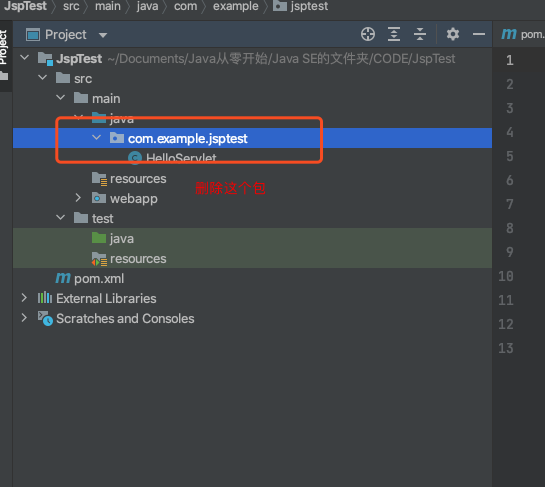 JspTest 〉 src 〉 main 〉 java 〉 com 〉 example 〉 jsptest
Project
Project
pom.
JspTest ~/Documents/Java从零开始/Java SE的文件夹/CODE/JspTest
src
main
java
com.example.jsptest
HelloServlet
删除这个包
resources
webapp
test
java
resources
pom.xml
External Libraries
Scratches and Consoles
1
2
3
4
5
6
7
8
9
10
11
12
13